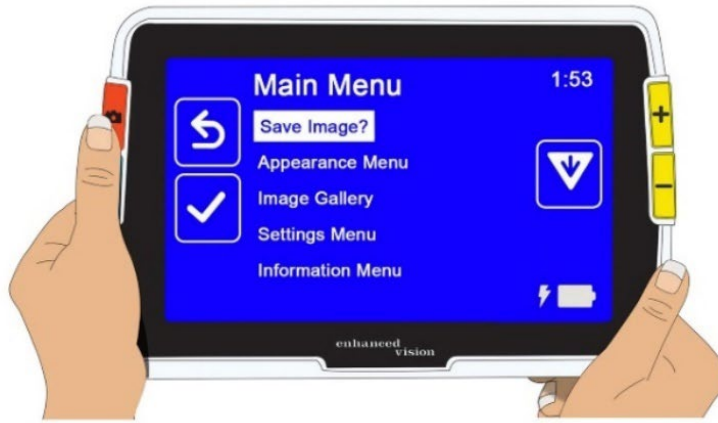 Main Menu
1:53
Save Image?
Appearance Menu
Image Gallery
Settings Menu
Information Menu
+
−
enhanced
vision